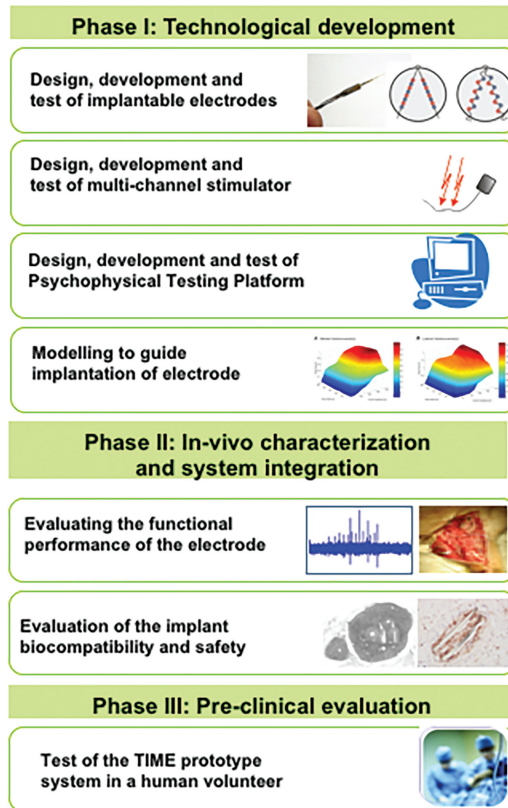 Phase I: Technological development
Design, development and
test of implantable electrodes
Design, development and
test of multi-channel stimulator
Design, development and test of
Psychophysical Testing Platform
Modelling to guide
implantation of electrode
Phase II: In-vivo characterization
and system integration
Evaluating the functional
performance of the electrode
Evaluation of the implant
biocompatibility and safety
Phase III: Pre-clinical evaluation
Test of the TIME prototype
system in a human volunteer